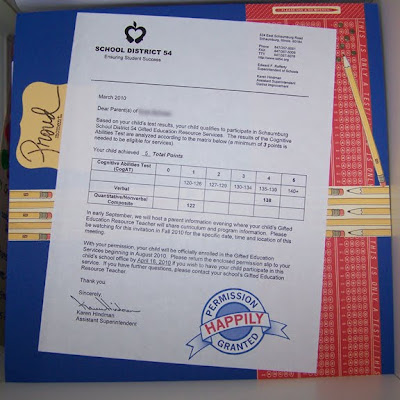 SCHOOL DISTRICT 54
Ensuring Student Success
Schaumburg, Illinois
Superintendent of Schools
Karen Hindman
Assistant Superintendent
March 2010
Dear Parent(s) of
Based on your child's test results, your child qualifies to participate in Schaumburg
School District 54 Gifted Education Resource Services. The results of the Cognitive
Abilities Test are analyzed according to the matrix below (a minimum of 3 points is
needed to be eligible for services)
Your child achieved 5 Total Points
Cognitive Abilities Test (CogAT) 0 1 2 3 4 5
120-126 127-129 130-134 135-139 140+
Verbal 138
Quantitative/Nonverbal Composite 122
In early September, we will host a parent information evening where your child's Gifted
Education Resource Teacher will share curriculum and program information. Please
be watching for this invitation in Fall 2010 for the specific date, time and location of this
meeting.
With your permission, your child will be officially enrolled in the Gifted Education
Services beginning in August 2010. Please return the enclosed permission slip to your
child's school office by April 16, 2010 if you wish to have your child participate in this
service. If you have further questions, please contact your school's Gifted Education
Resource Teacher.
Thank you
Sincerely,
Karen Hindman
Assistant Superintendent
Proud
PERMISSION
HAPPILY
GRANTED